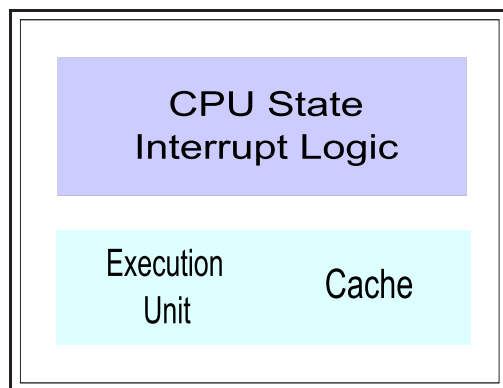 CPU State
Interrupt Logic
Execution
Unit
Cache